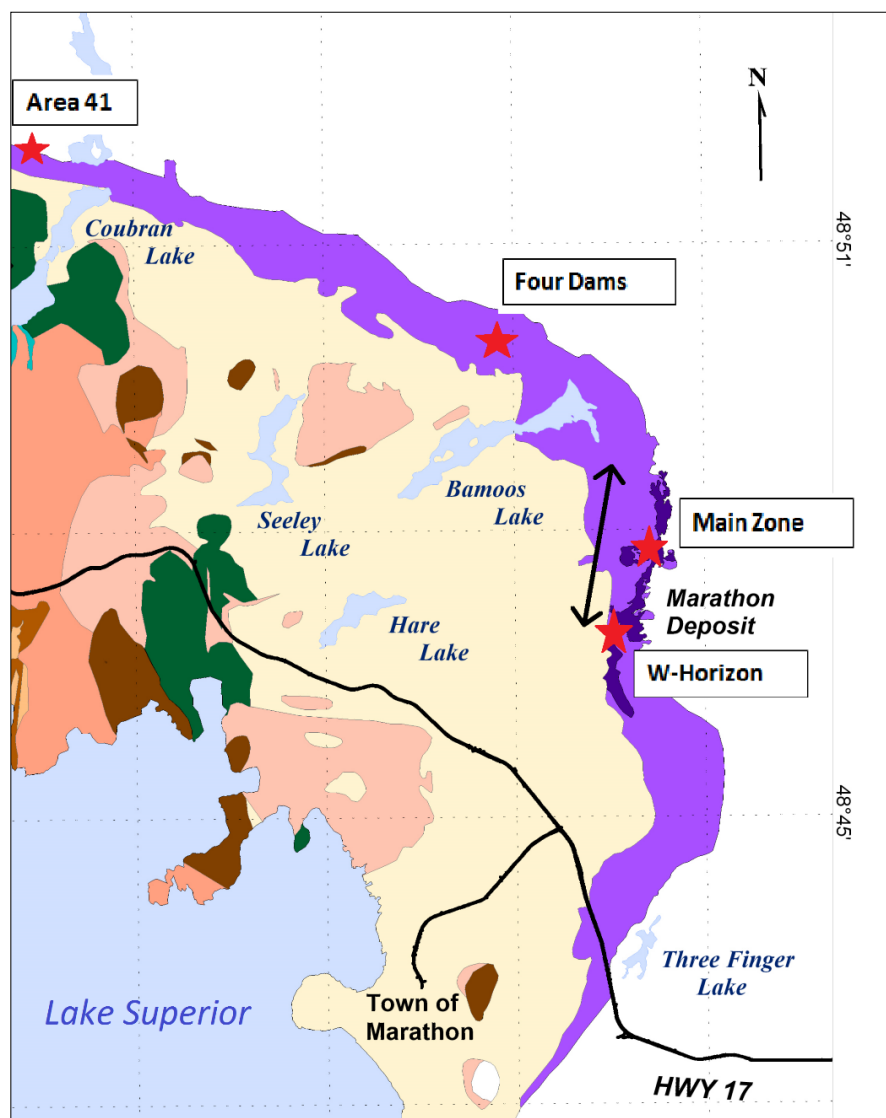 Area 41
N
Coubran
Lake
48°51'
Four Dams
Bamoos
Lake
Seeley
Lake
Main Zone
Marathon
Deposit
Hare
Lake
W-Horizon
48°45'
Three Finger
Lake
Town of
Marathon
Lake Superior
HWY 17